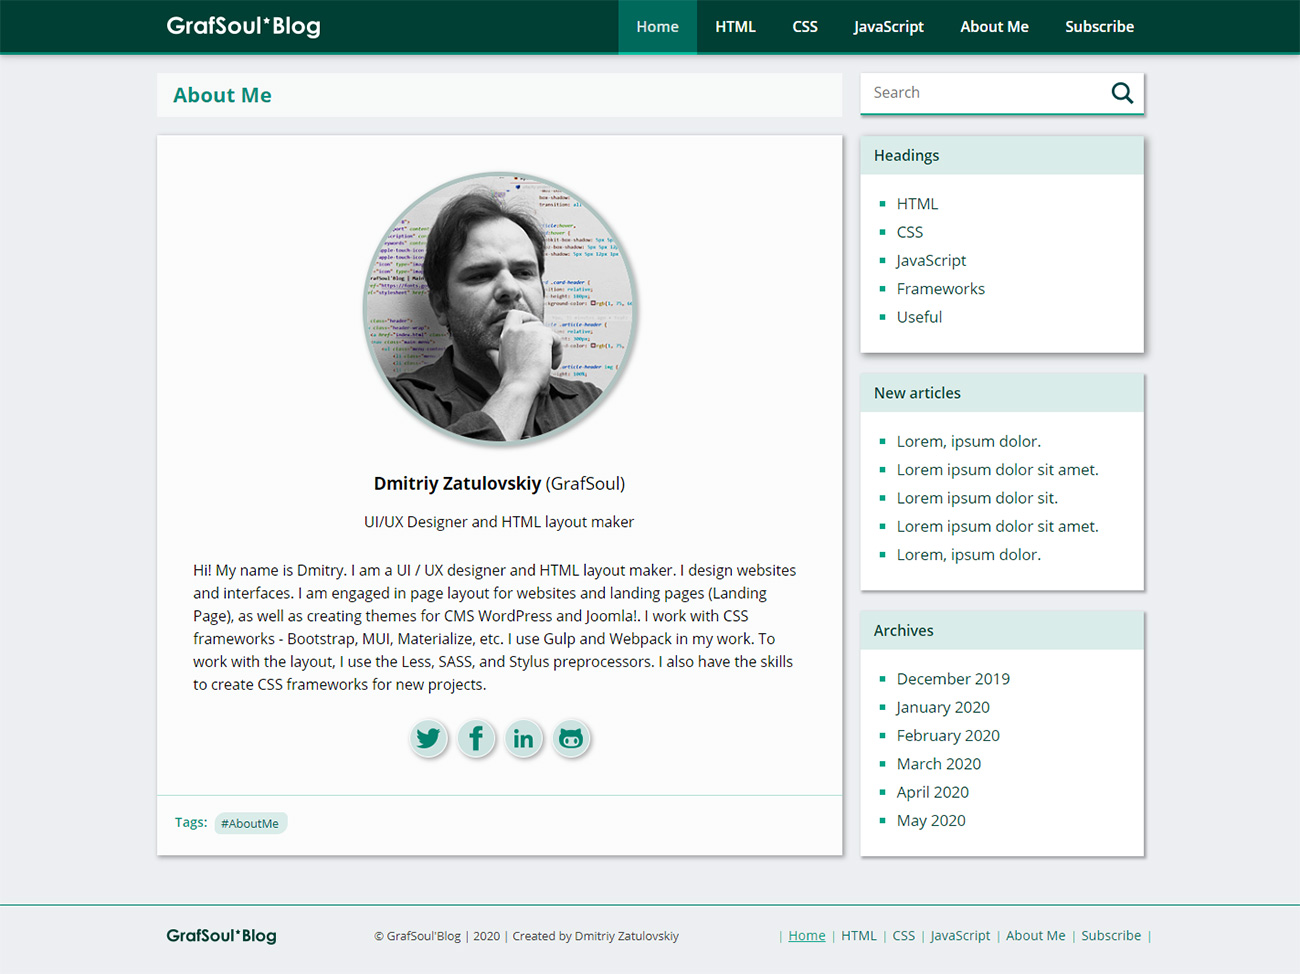 GrafSoul*Blog
Home HTML CSS JavaScript About Me Subscribe
About Me
Search
Dmitriy Zatulovskiy (GrafSoul)
UI/UX Designer and HTML layout maker
Hi! My name is Dmitry. I am a UI / UX designer and HTML layout maker. I design websites
and interfaces. I am engaged in page layout for websites and landing pages (Landing
Page), as well as creating themes for CMS WordPress and Joomla!. I work with CSS
frameworks - Bootstrap, MUI, Materialize, etc. I use Gulp and Webpack in my work. To
work with the layout, I use the Less, SASS, and Stylus preprocessors. I also have the skills
to create CSS frameworks for new projects.
Tags: #AboutMe
Headings
HTML
CSS
JavaScript
Frameworks
Useful
New articles
Lorem, ipsum dolor.
Lorem ipsum dolor sit amet.
Lorem ipsum dolor sit.
Lorem ipsum dolor sit amet.
Lorem, ipsum dolor.
Archives
December 2019
January 2020
February 2020
March 2020
April 2020
May 2020
GrafSoul*Blog
© GrafSoul'Blog | 2020 | Created by Dmitriy Zatulovskiy
| Home | HTML | CSS | JavaScript | About Me | Subscribe |